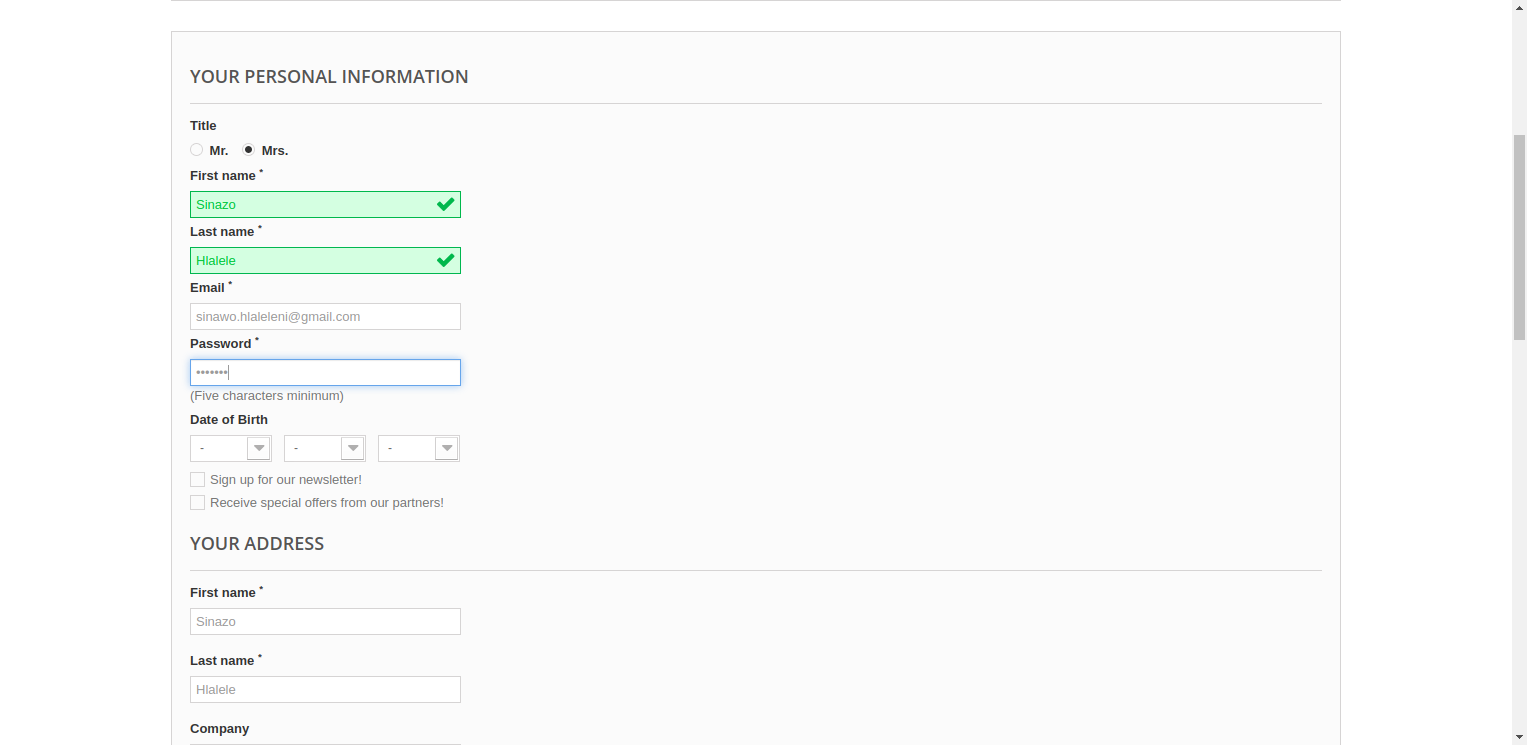 YOUR PERSONAL INFORMATION
Title
Mr. Mrs.
First name *
Sinazo
Last name *
Hlalele
Email *
sinawo.hlaleleni@gmail.com
Password *
•••••••
(Five characters minimum)
Date of Birth
- - -
Sign up for our newsletter!
Receive special offers from our partners!
YOUR ADDRESS
First name *
Sinazo
Last name *
Hlalele
Company